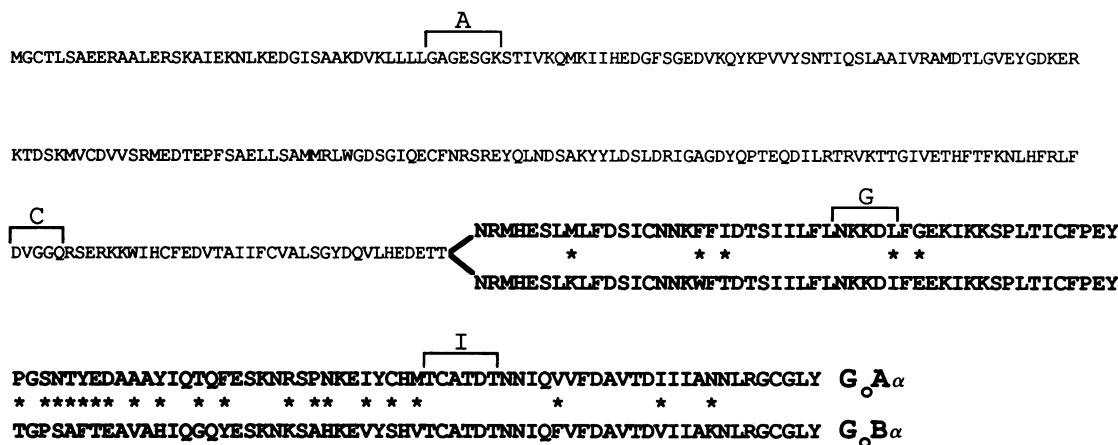 A
MGCTLSAEERAALERSKAIEKNLKEDGISAAKDVKLLLLGAGESGKSTIVKQMKIIHEDGFSGEDVKQYKPVVYSNTIQSLAAIVRAMDTLGVEYGDKER
KTDSKMVCDVVSRMEDTEPFSAELLSAMMRLWGDSGIQECFNRSREYQLNDSAKYYLDSLDRIGAGDYQPTEQDILRTRVKTTGIVETHFTFKNLHFRLF
C G
NRMHESLMLFDSICNNKFFIDTSIILFLNKKDLFGEKIKKSPLTICFPEY
DVGGQRSERKKWIHCFEDVTAIIFCVALSGYDQVLHEDETT * * * * *
NRMHESLKLFDSICNNKWFTDTSIILFLNKKDIFEEKIKKSPLTICFPEY
I
PGSNTYEDAAAYIQTQFESKNRSPNKEIYCHMTCATDTNNIQVVFDAVTDIIIANNLRGCGLY GoAα
* * * * * * * * * * * * * * * * * * * *
TGPSAFTEAVAHIQGQYESKNKSAHKEVYSHVTCATDTNNIQFVFDAVTDVIIAKNLRGCGLY GoBα